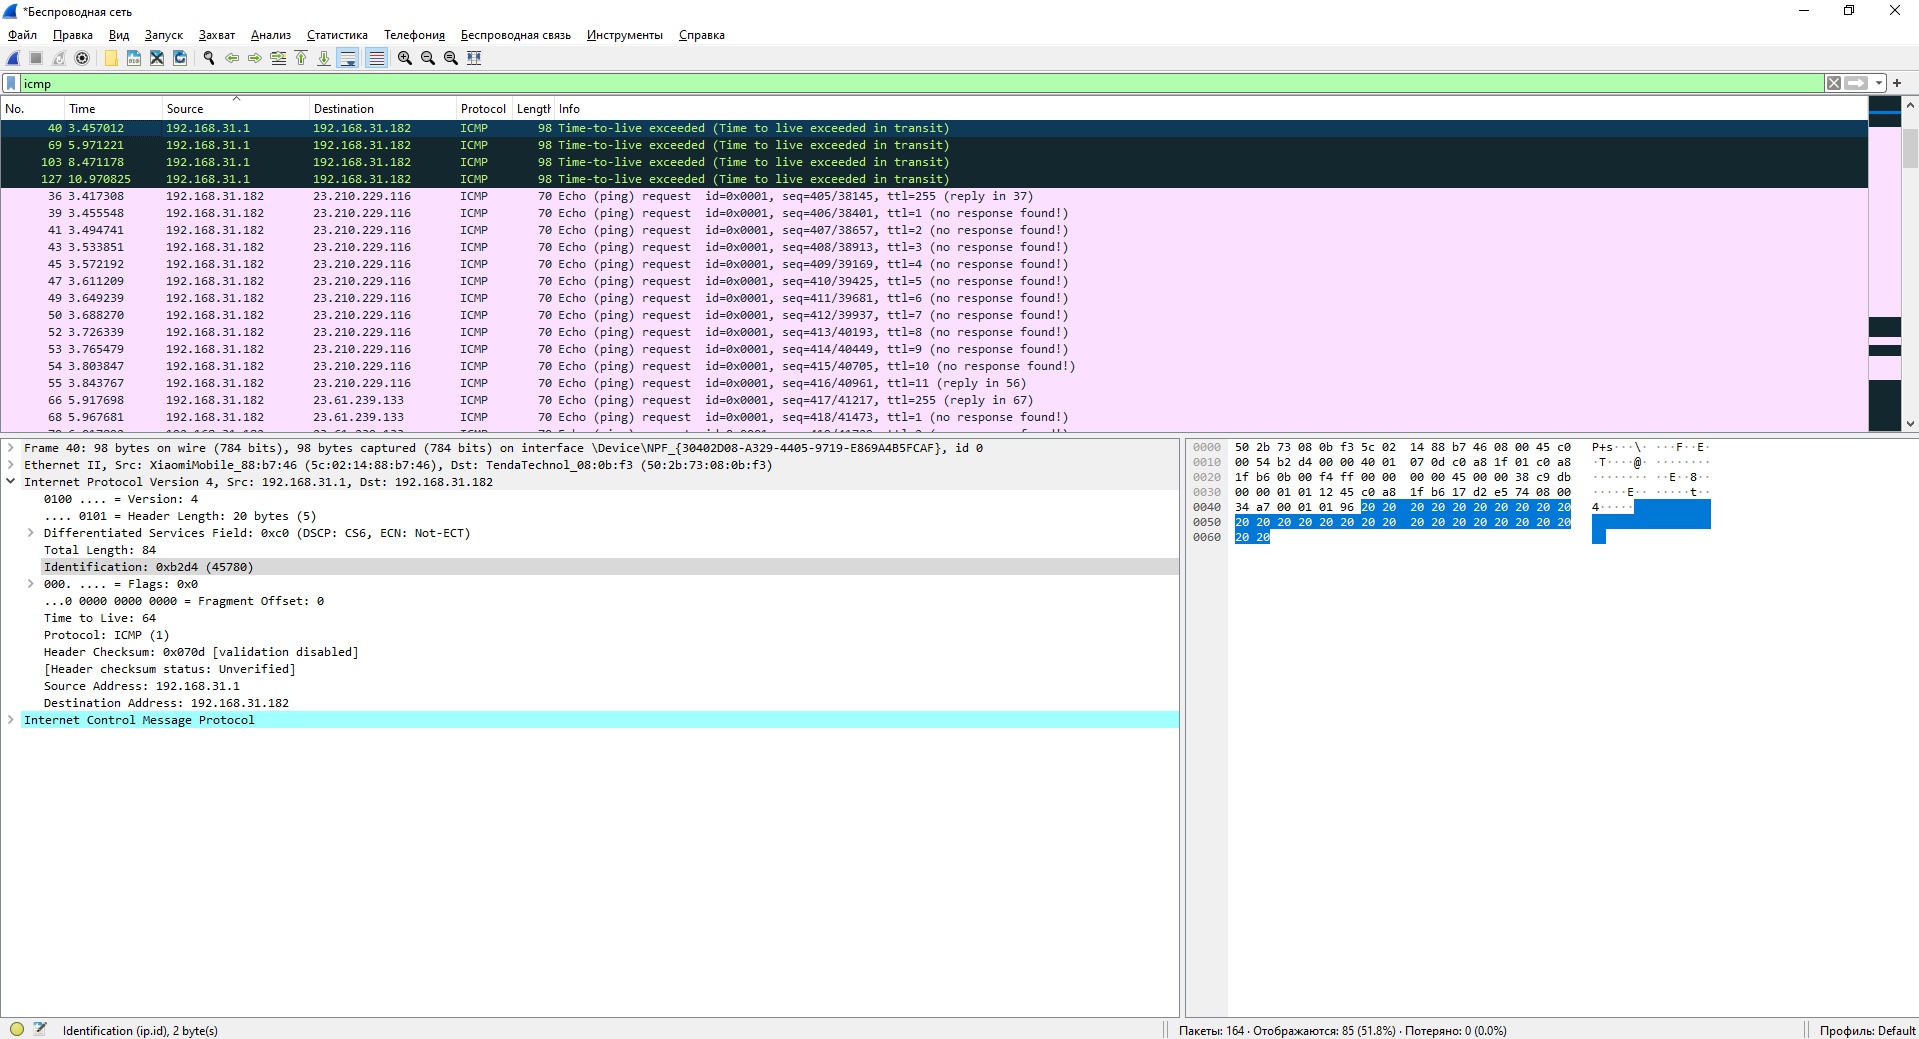 *Беспроводная сеть
Файл Правка Вид Запуск Захват Анализ Статистика Телефония Беспроводная связь Инструменты Справка
icmp
No. Time Source Destination Protocol Length Info
40 3.457012 192.168.31.1 192.168.31.182 ICMP 98 Time-to-live exceeded (Time to live exceeded in transit)
69 5.971221 192.168.31.1 192.168.31.182 ICMP 98 Time-to-live exceeded (Time to live exceeded in transit)
103 8.471178 192.168.31.1 192.168.31.182 ICMP 98 Time-to-live exceeded (Time to live exceeded in transit)
127 10.970825 192.168.31.1 192.168.31.182 ICMP 98 Time-to-live exceeded (Time to live exceeded in transit)
36 3.417308 192.168.31.182 23.210.229.116 ICMP 70 Echo (ping) request id=0x0001, seq=405/38145, ttl=255 (reply in 37)
39 3.455548 192.168.31.182 23.210.229.116 ICMP 70 Echo (ping) request id=0x0001, seq=406/38401, ttl=1 (no response found!)
41 3.494741 192.168.31.182 23.210.229.116 ICMP 70 Echo (ping) request id=0x0001, seq=407/38657, ttl=2 (no response found!)
43 3.533851 192.168.31.182 23.210.229.116 ICMP 70 Echo (ping) request id=0x0001, seq=408/38913, ttl=3 (no response found!)
45 3.572192 192.168.31.182 23.210.229.116 ICMP 70 Echo (ping) request id=0x0001, seq=409/39169, ttl=4 (no response found!)
47 3.611209 192.168.31.182 23.210.229.116 ICMP 70 Echo (ping) request id=0x0001, seq=410/39425, ttl=5 (no response found!)
49 3.649239 192.168.31.182 23.210.229.116 ICMP 70 Echo (ping) request id=0x0001, seq=411/39681, ttl=6 (no response found!)
50 3.688270 192.168.31.182 23.210.229.116 ICMP 70 Echo (ping) request id=0x0001, seq=412/39937, ttl=7 (no response found!)
52 3.726339 192.168.31.182 23.210.229.116 ICMP 70 Echo (ping) request id=0x0001, seq=413/40193, ttl=8 (no response found!)
53 3.765479 192.168.31.182 23.210.229.116 ICMP 70 Echo (ping) request id=0x0001, seq=414/40449, ttl=9 (no response found!)
54 3.803847 192.168.31.182 23.210.229.116 ICMP 70 Echo (ping) request id=0x0001, seq=415/40705, ttl=10 (no response found!)
55 3.843767 192.168.31.182 23.210.229.116 ICMP 70 Echo (ping) request id=0x0001, seq=416/40961, ttl=11 (reply in 56)
66 5.917698 192.168.31.182 23.61.239.133 ICMP 70 Echo (ping) request id=0x0001, seq=417/41217, ttl=255 (reply in 67)
68 5.967681 192.168.31.182 23.61.239.133 ICMP 70 Echo (ping) request id=0x0001, seq=418/41473, ttl=1 (no response found!)
Frame 40: 98 bytes on wire (784 bits), 98 bytes captured (784 bits) on interface \Device\NPF_{30402D08-A329-4405-9719-E869A4B5FCAF}, id 0
Ethernet II, Src: XiaomiMobile_88:b7:46 (5c:02:14:88:b7:46), Dst: TendaTechnol_08:0b:f3 (50:2b:73:08:0b:f3)
Internet Protocol Version 4, Src: 192.168.31.1, Dst: 192.168.31.182
0100 .... = Version: 4
.... 0101 = Header Length: 20 bytes (5)
Differentiated Services Field: 0xc0 (DSCP: CS6, ECN: Not-ECT)
Total Length: 84
Identification: 0xb2d4 (45780)
000. .... = Flags: 0x0
...0 0000 0000 0000 = Fragment Offset: 0
Time to Live: 64
Protocol: ICMP (1)
Header Checksum: 0x070d [validation disabled]
[Header checksum status: Unverified]
Source Address: 192.168.31.1
Destination Address: 192.168.31.182
Internet Control Message Protocol
0000 50 2b 73 08 0b f3 5c 02 14 88 b7 46 08 00 45 c0 P+s···\· ···F··E·
0010 00 54 b2 d4 00 00 40 01 07 0d c0 a8 1f 01 c0 a8 ·T····@· ········
0020 1f b6 0b 00 f4 ff 00 00 00 00 45 00 00 38 c9 db ········ ··E··8··
0030 00 00 01 01 12 45 c0 a8 1f b6 17 d2 e5 74 08 00 ·····E·· ·····t··
0040 34 a7 00 01 01 96 20 20 20 20 20 20 20 20 20 20 4·····
0050 20 20 20 20 20 20 20 20 20 20 20 20 20 20 20 20
0060 20 20
Identification (ip.id), 2 byte(s)
Пакеты: 164 · Отображаются: 85 (51.8%) · Потеряно: 0 (0.0%)
Профиль: Default